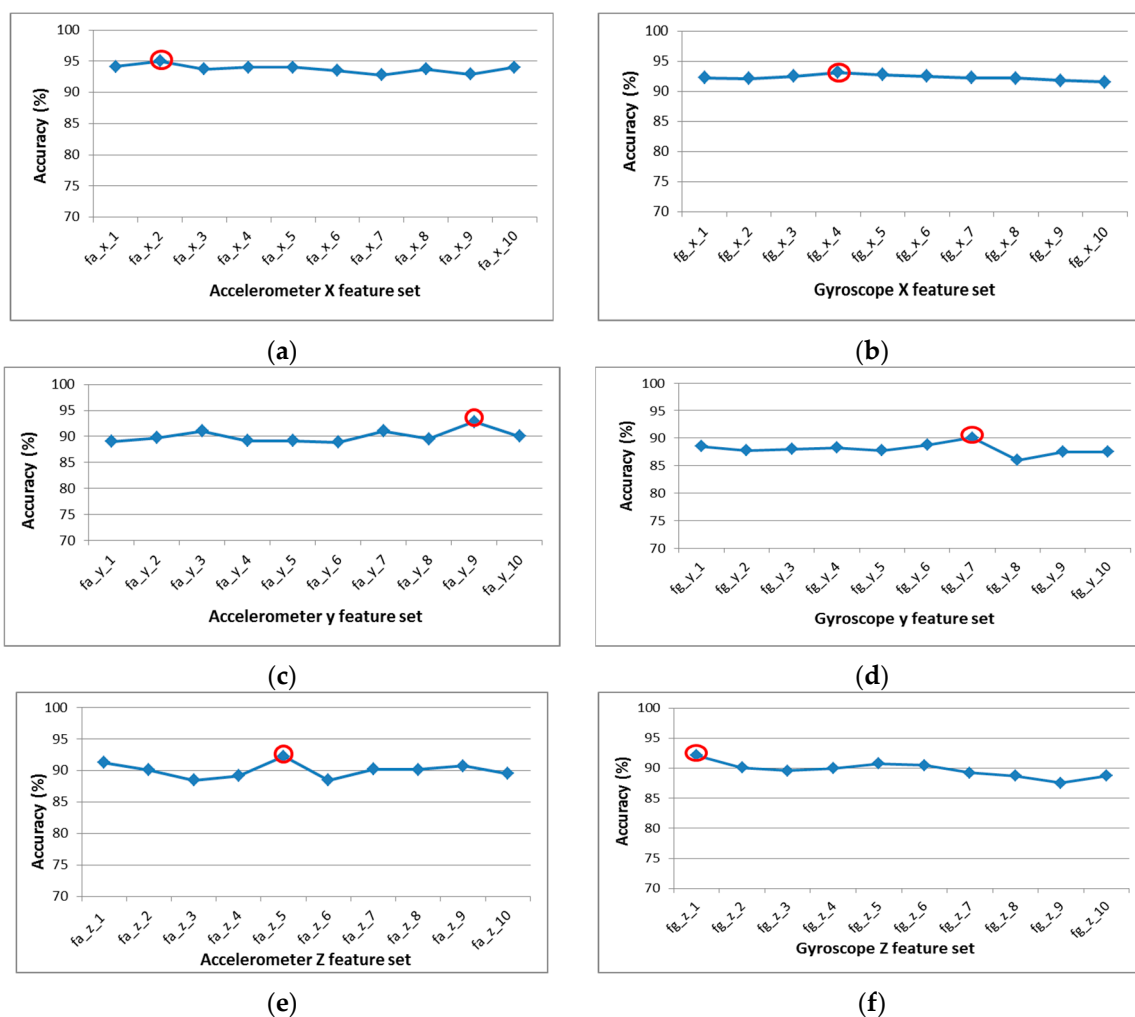 100
95
90
85
80
75
70
Accuracy (%)
fa_x_1
fa_x_2
fa_x_3
fa_x_4
fa_x_5
fa_x_6
fa_x_7
fa_x_8
fa_x_9
fa_x_10
Accelerometer X feature set
(a)
100
95
90
85
80
75
70
Accuracy (%)
fg_x_1
fg_x_2
fg_x_3
fg_x_4
fg_x_5
fg_x_6
fg_x_7
fg_x_8
fg_x_9
fg_x_10
Gyroscope X feature set
(b)
100
95
90
85
80
75
70
Accuracy (%)
fa_y_1
fa_y_2
fa_y_3
fa_y_4
fa_y_5
fa_y_6
fa_y_7
fa_y_8
fa_y_9
fa_y_10
Accelerometer y feature set
(c)
100
95
90
85
80
75
70
Accuracy (%)
fg_y_1
fg_y_2
fg_y_3
fg_y_4
fg_y_5
fg_y_6
fg_y_7
fg_y_8
fg_y_9
fg_y_10
Gyroscope y feature set
(d)
100
95
90
85
80
75
70
Accuracy (%)
fa_z_1
fa_z_2
fa_z_3
fa_z_4
fa_z_5
fa_z_6
fa_z_7
fa_z_8
fa_z_9
fa_z_10
Accelerometer Z feature set
(e)
100
95
90
85
80
75
70
Accuracy (%)
fg_z_1
fg_z_2
fg_z_3
fg_z_4
fg_z_5
fg_z_6
fg_z_7
fg_z_8
fg_z_9
fg_z_10
Gyroscope Z feature set
(f)